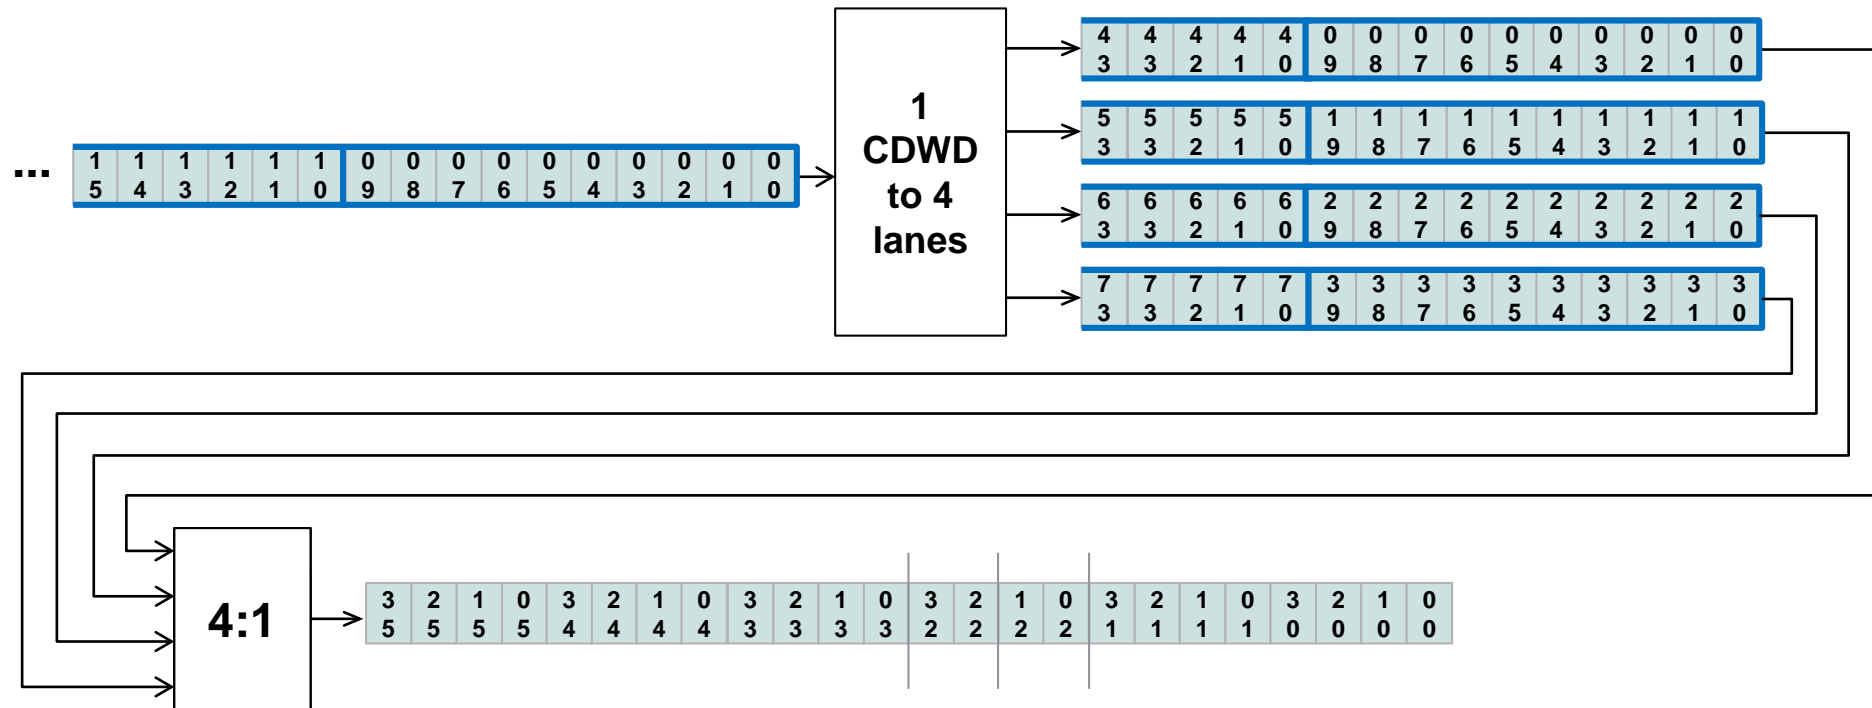 4 4 4 4 4 0 0 0 0 0 0 0 0 0 0
3 3 2 1 0 9 8 7 6 5 4 3 2 1 0
5 5 5 5 5 1 1 1 1 1 1 1 1 1 1
3 3 2 1 0 9 8 7 6 5 4 3 2 1 0
... 1 1 1 1 1 1 0 0 0 0 0 0 0 0 0 0
5 4 3 2 1 0 9 8 7 6 5 4 3 2 1 0
1
CDWD
to 4
lanes
6 6 6 6 6 2 2 2 2 2 2 2 2 2 2
3 3 2 1 0 9 8 7 6 5 4 3 2 1 0
7 7 7 7 7 3 3 3 3 3 3 3 3 3 3
3 3 2 1 0 9 8 7 6 5 4 3 2 1 0
4:1
3 2 1 0 3 2 1 0 3 2 1 0 3 2 1 0 3 2 1 0 3 2 1 0
5 5 5 5 4 4 4 4 3 3 3 3 2 2 2 2 1 1 1 1 0 0 0 0